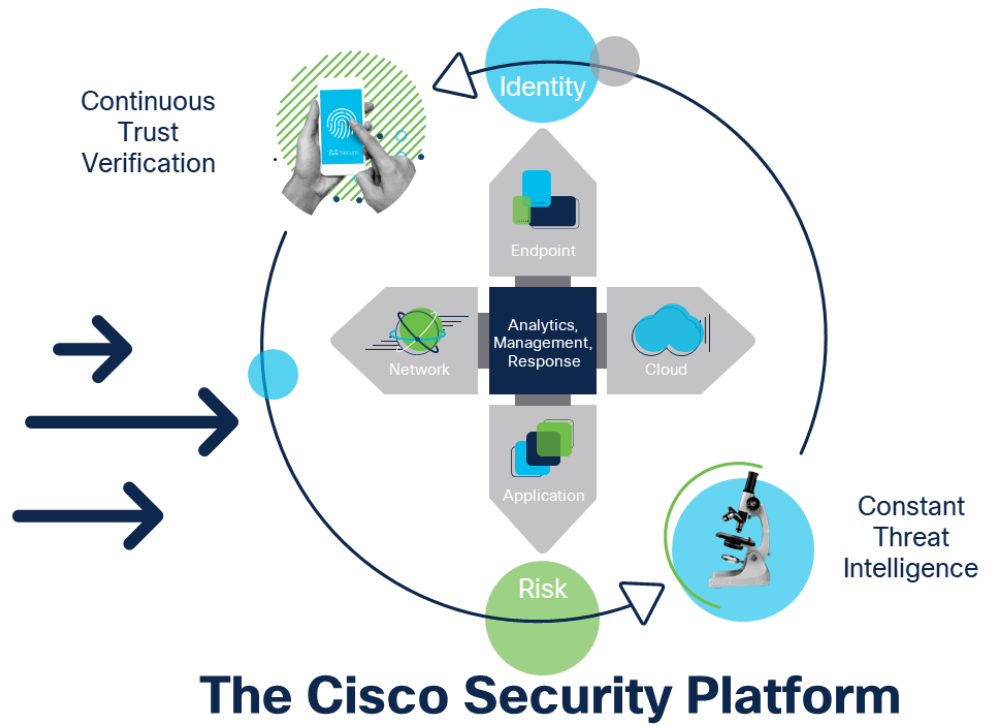 Identity
Continuous
Trust
Verification
Secure
Endpoint
Analytics,
Management,
Response
Network
Cloud
Application
Constant
Threat
Intelligence
Risk
The Cisco Security Platform